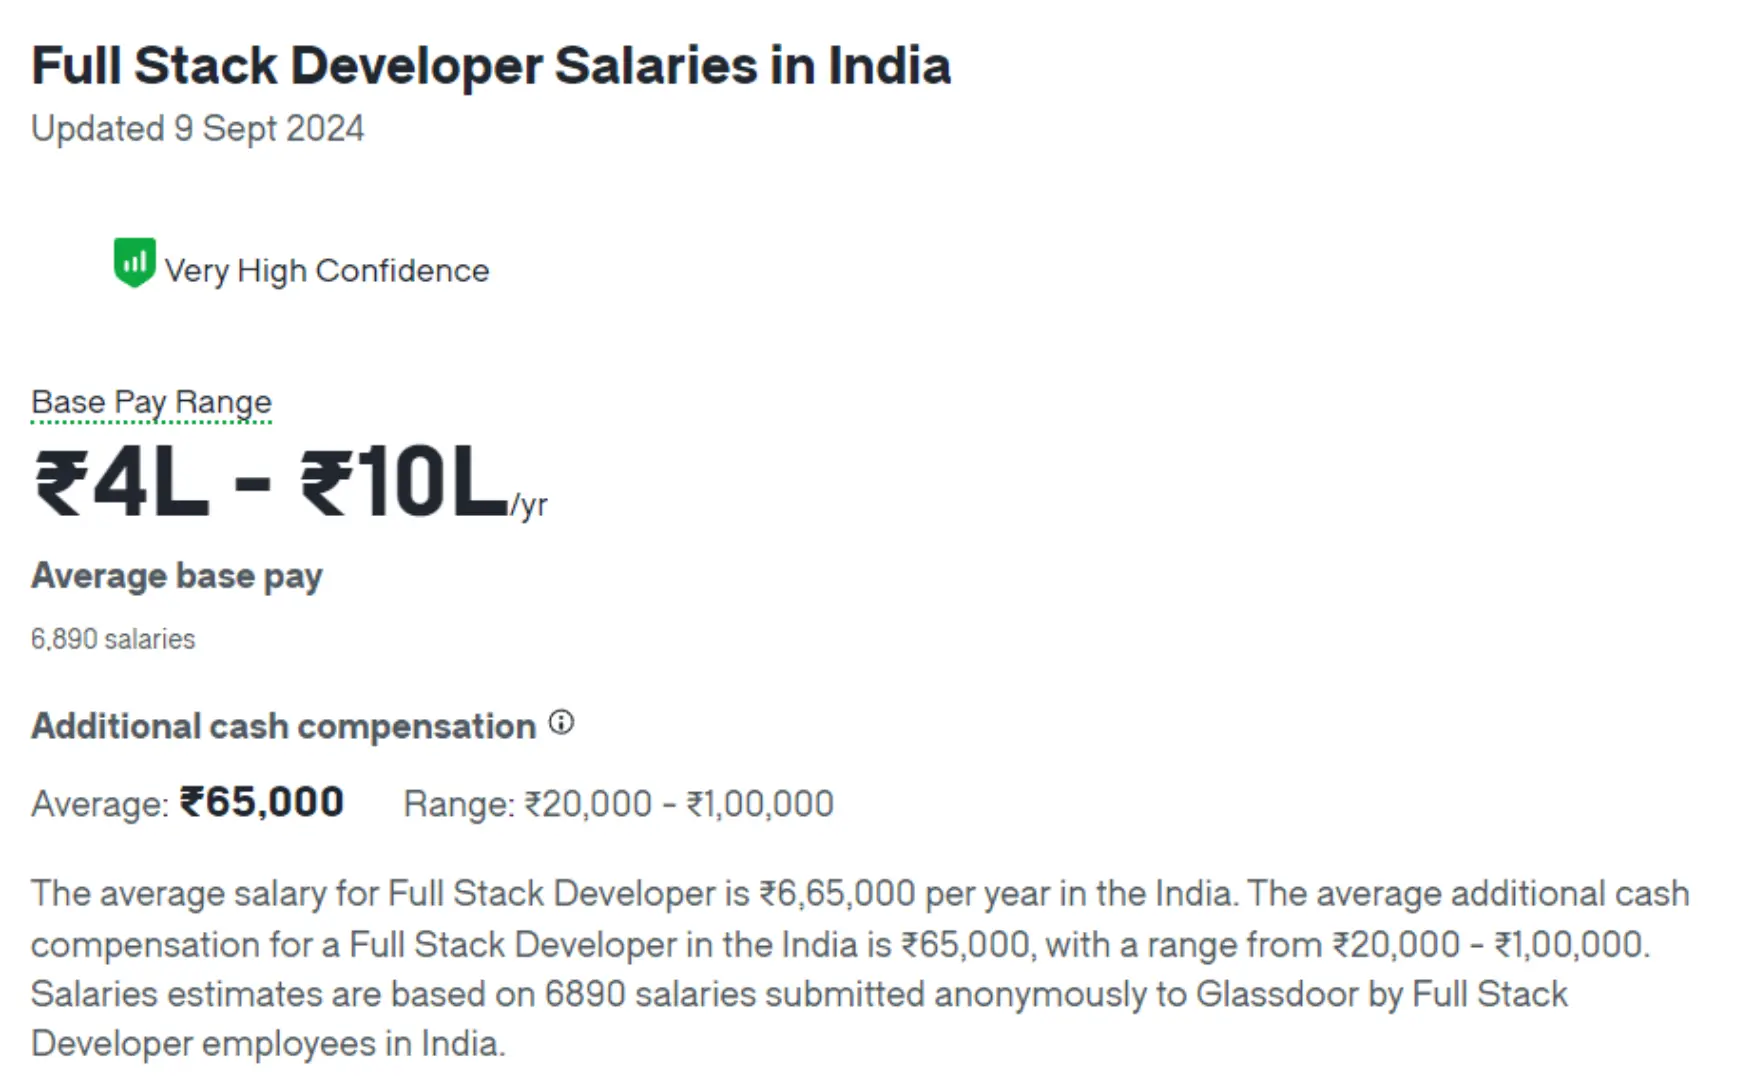 Full Stack Developer Salaries in India
Updated 9 Sept 2024
Very High Confidence
Base Pay Range
₹4L - ₹10L/yr
Average base pay
6,890 salaries
Additional cash compensation
Average: ₹65,000 Range: ₹20,000 - ₹1,00,000
The average salary for Full Stack Developer is ₹6,65,000 per year in the India. The average additional cash
compensation for a Full Stack Developer in the India is ₹65,000, with a range from ₹20,000 - ₹1,00,000.
Salaries estimates are based on 6890 salaries submitted anonymously to Glassdoor by Full Stack
Developer employees in India.